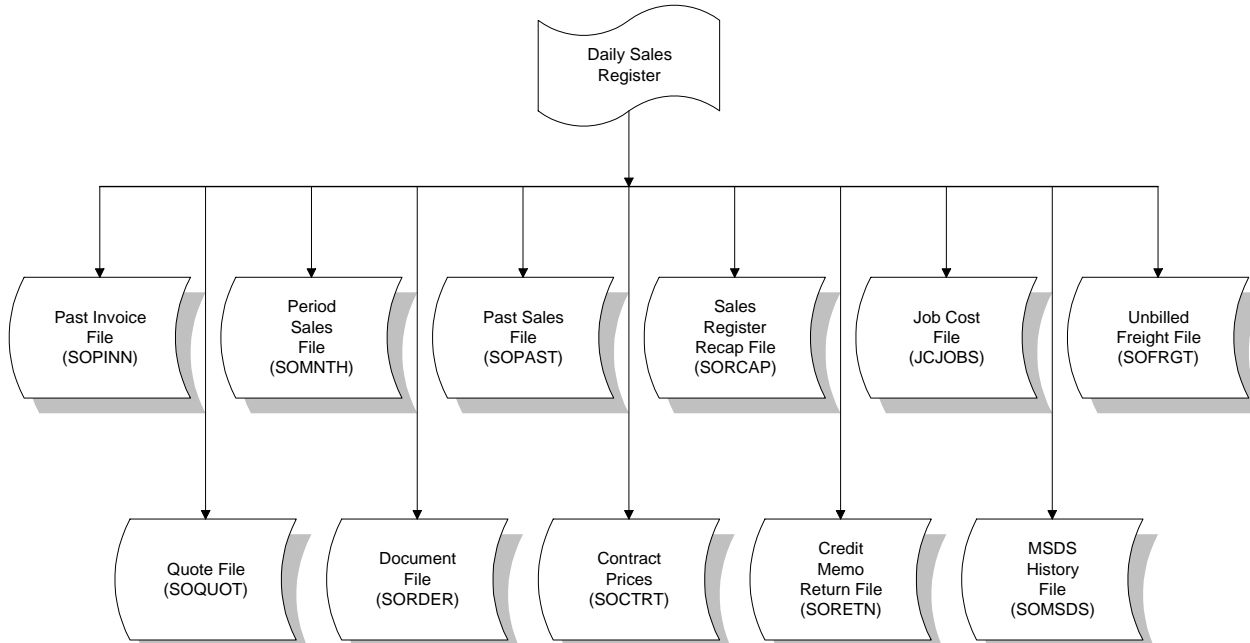 Daily Sales
Register
Past Invoice
File
(SOPINN)
Period
Sales
File
(SOMNTH)
Past Sales
File
(SOPAST)
Sales
Register
Recap File
(SORCAP)
Job Cost
File
(JCJOBS)
Unbilled
Freight File
(SOFRGT)
Quote File
(SOQUOT)
Document
File
(SORDER)
Contract
Prices
(SOCTRT)
Credit
Memo
Return File
(SORETN)
MSDS
History
File
(SOMSDS)